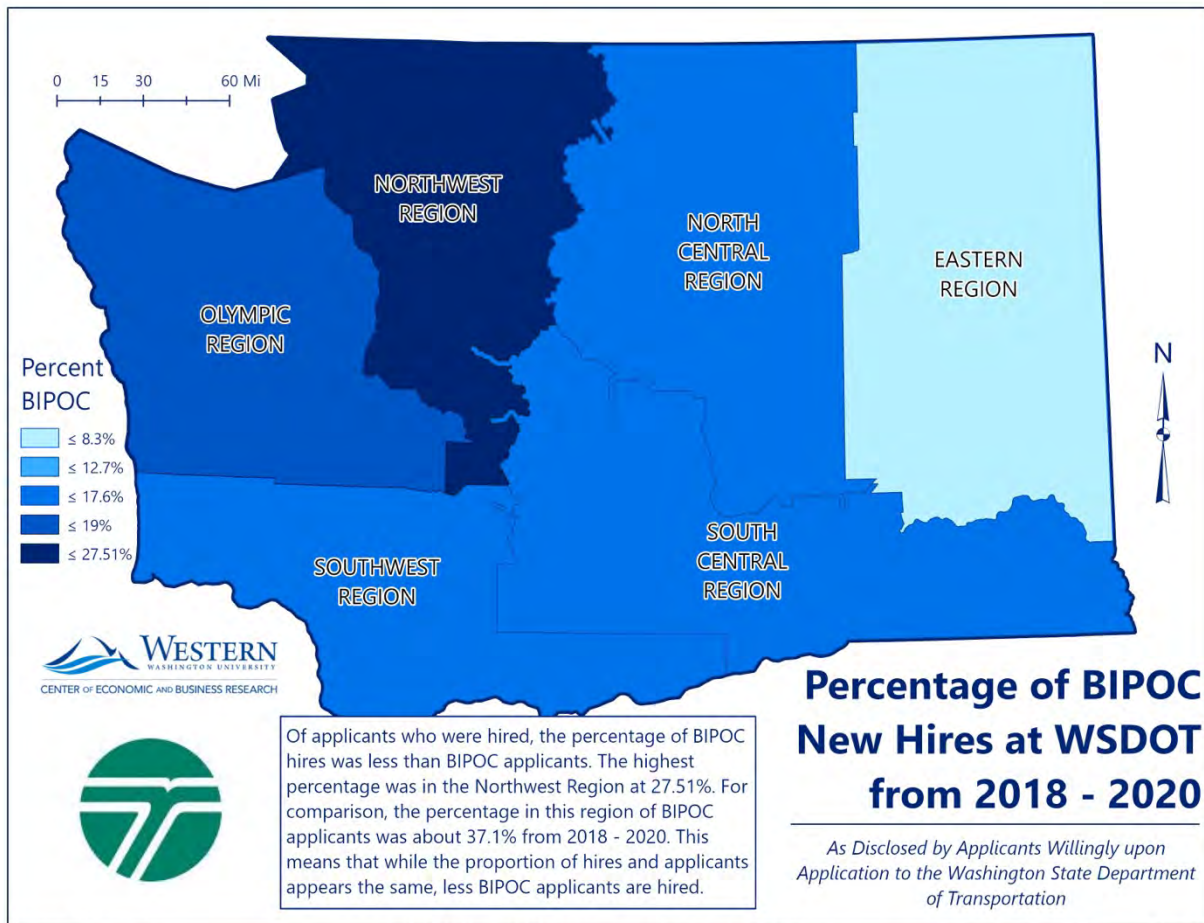 0 15 30 60 Mi
NORTHWEST
REGION
NORTH
CENTRAL
REGION
EASTERN
REGION
OLYMPIC
REGION
N
Percent
BIPOC
≤ 8.3%
≤ 12.7%
≤ 17.6%
≤ 19%
≤ 27.51%
SOUTHWEST
REGION
SOUTH
CENTRAL
REGION
WESTERN
WASHINGTON UNIVERSITY
CENTER OF ECONOMIC AND BUSINESS RESEARCH
Of applicants who were hired, the percentage of BIPOC
hires was less than BIPOC applicants. The highest
percentage was in the Northwest Region at 27.51%. For
comparison, the percentage in this region of BIPOC
applicants was about 37.1% from 2018 - 2020. This
means that while the proportion of hires and applicants
appears the same, less BIPOC applicants are hired.
Percentage of BIPOC
New Hires at WSDOT
from 2018 - 2020
As Disclosed by Applicants Willingly upon
Application to the Washington State Department
of Transportation